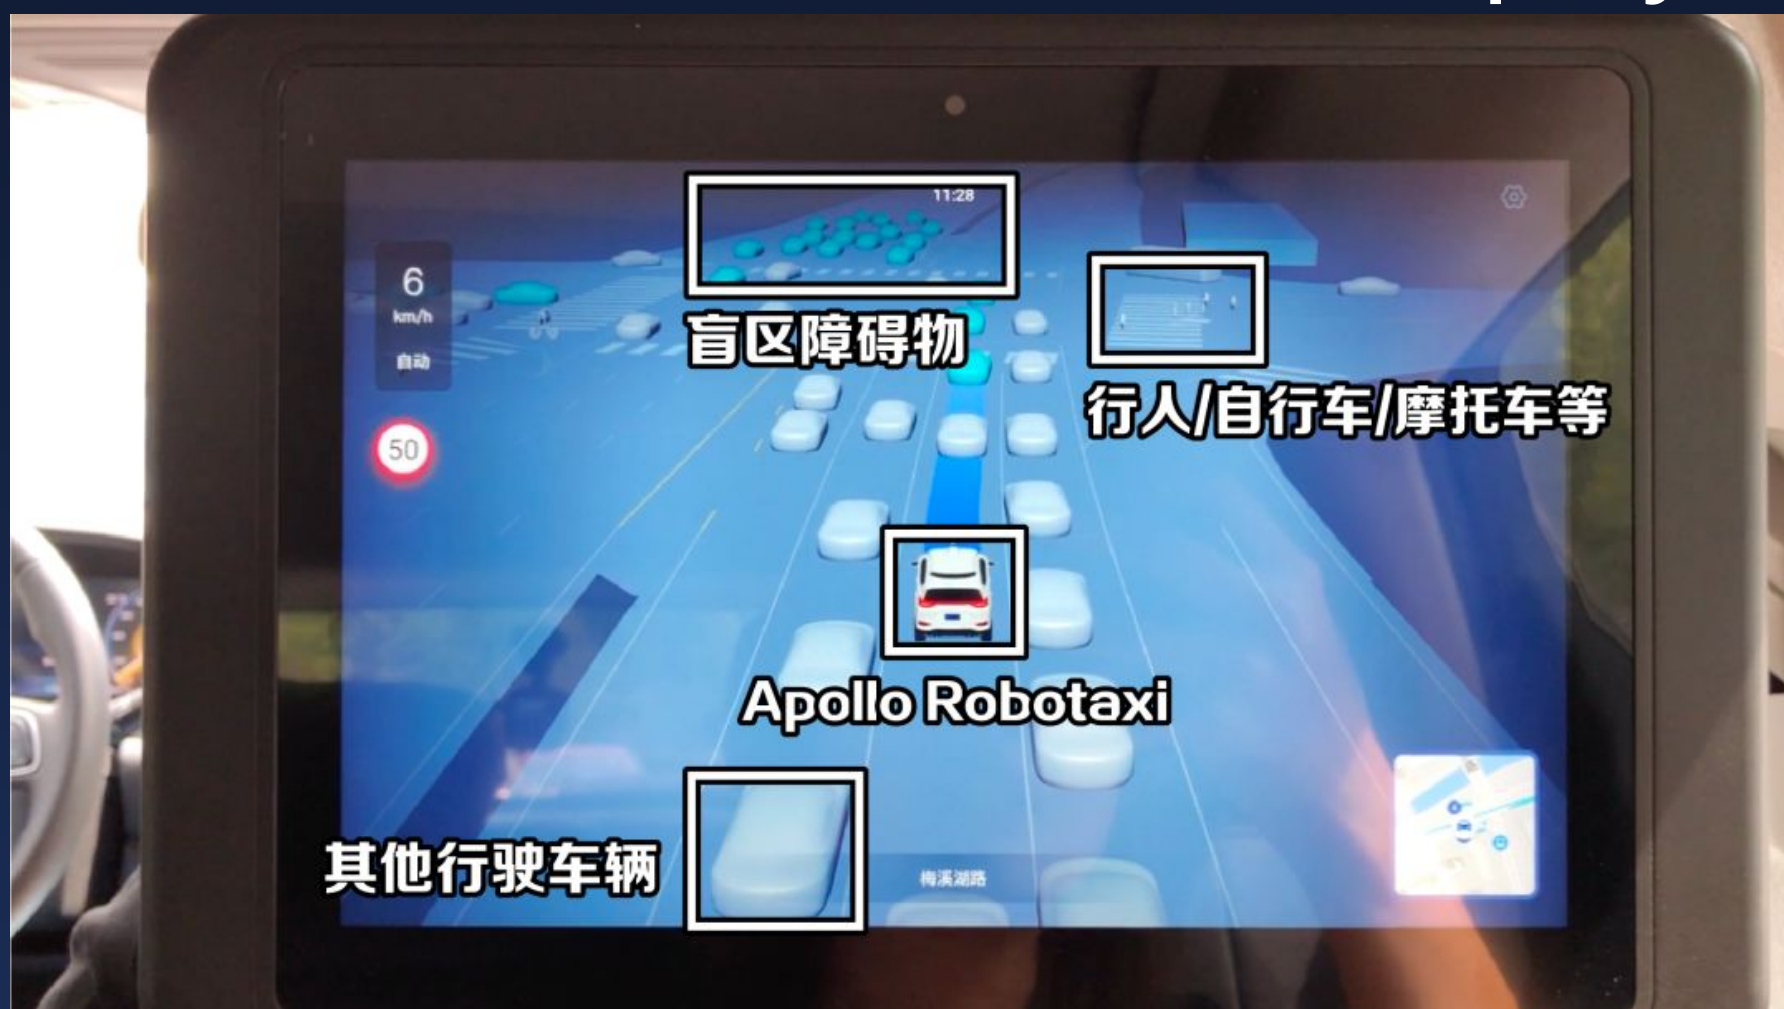 11:28
6
km/h
自动
盲区障碍物
行人/自行车/摩托车等
50
Apollo Robotaxi
其他行驶车辆
梅溪湖路